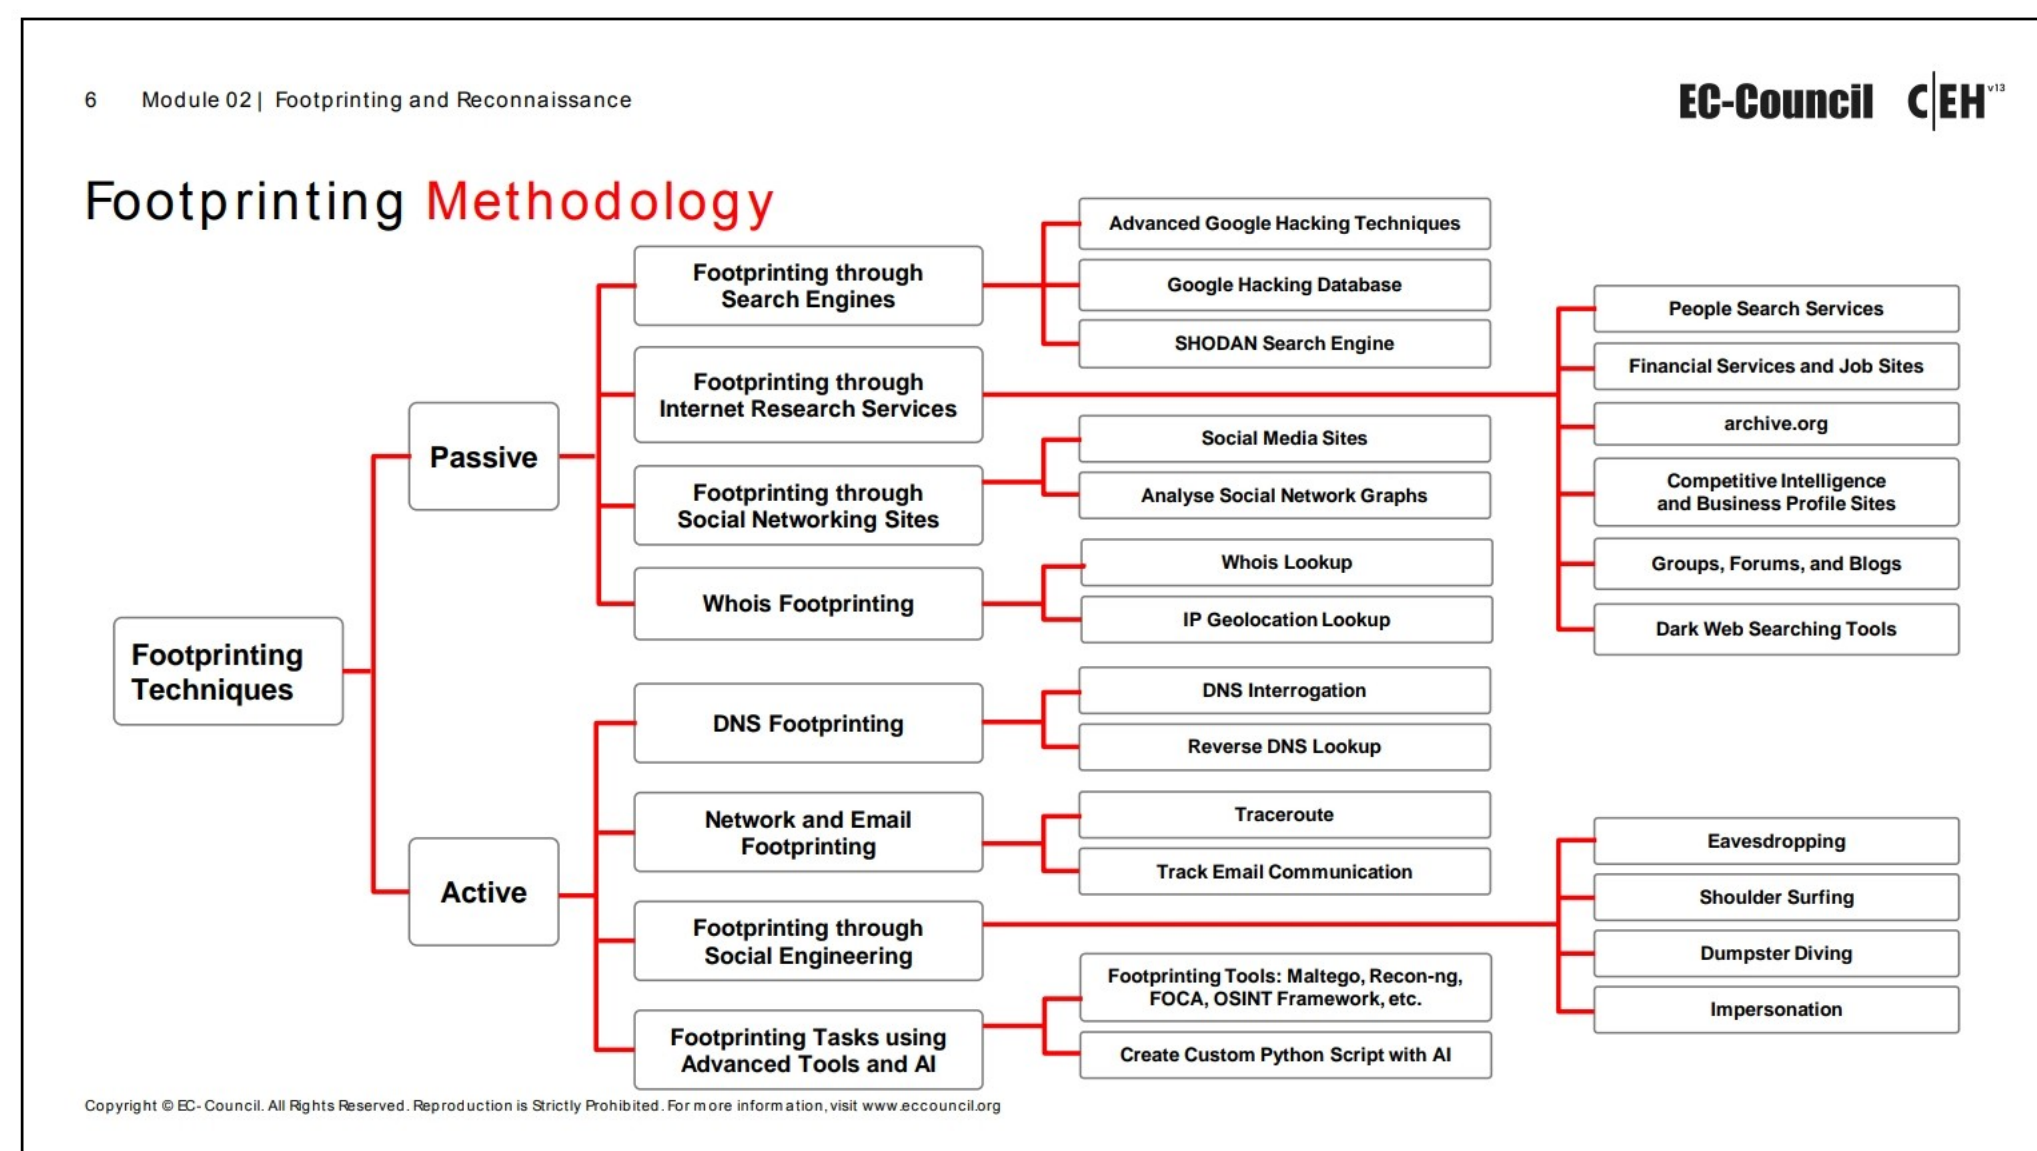 6 Module 02 | Footprinting and Reconnaissance
EC-Council C|EH v13
Footprinting Methodology
Footprinting
Techniques
Passive
Footprinting through
Search Engines
Advanced Google Hacking Techniques
Google Hacking Database
SHODAN Search Engine
Footprinting through
Internet Research Services
People Search Services
Financial Services and Job Sites
archive.org
Competitive Intelligence
and Business Profile Sites
Groups, Forums, and Blogs
Dark Web Searching Tools
Footprinting through
Social Networking Sites
Social Media Sites
Analyse Social Network Graphs
Whois Footprinting
Whois Lookup
IP Geolocation Lookup
Active
DNS Footprinting
DNS Interrogation
Reverse DNS Lookup
Network and Email
Footprinting
Traceroute
Track Email Communication
Footprinting through
Social Engineering
Eavesdropping
Shoulder Surfing
Dumpster Diving
Impersonation
Footprinting Tasks using
Advanced Tools and AI
Footprinting Tools: Maltego, Recon-ng,
FOCA, OSINT Framework, etc.
Create Custom Python Script with AI
Copyright © EC-Council. All Rights Reserved. Reproduction is Strictly Prohibited. For more information, visit www.eccouncil.org